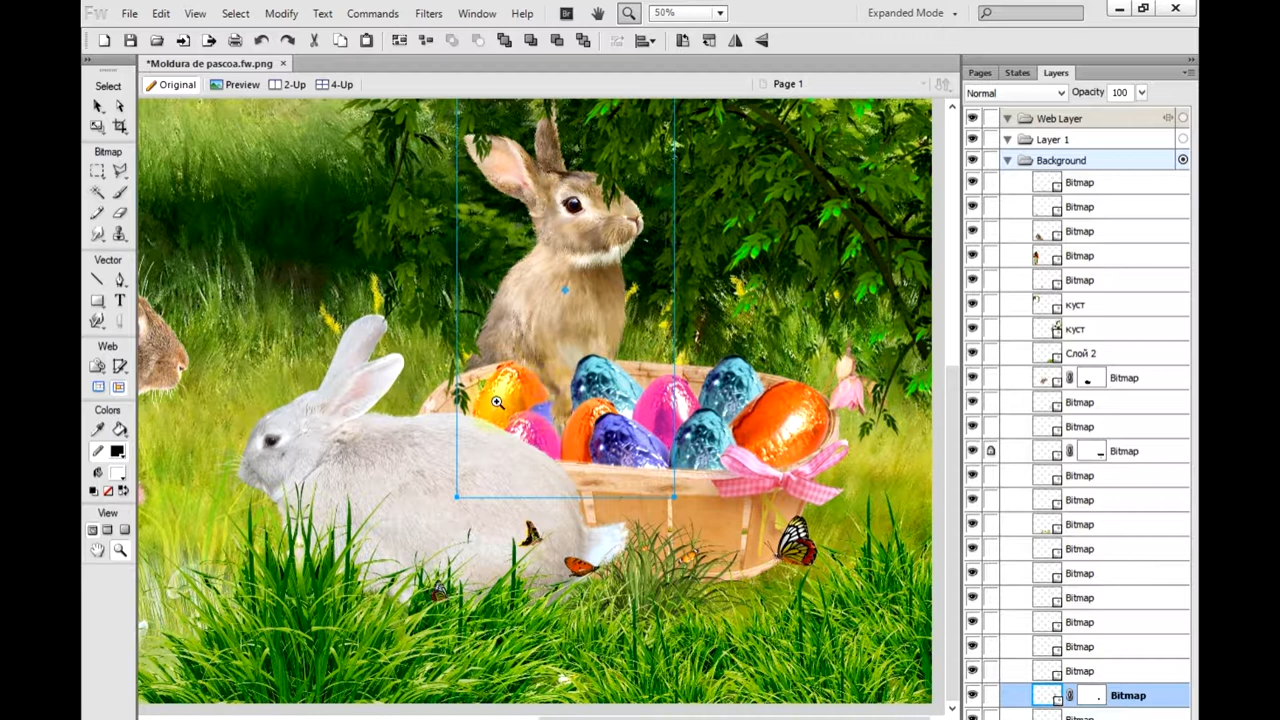 Fw File Edit View Select Modify Text Commands Filters Window Help Br 50% Expanded Mode
*Moldura de pascoa.fw.png
Original Preview 2-Up 4-Up Page 1
Pages States Layers
Normal Opacity 100
Select
Bitmap
Vector
Web
Colors
View
Web Layer
Layer 1
Background
Bitmap
Bitmap
Bitmap
Bitmap
Bitmap
куст
куст
Слой 2
Bitmap
Bitmap
Bitmap
Bitmap
Bitmap
Bitmap
Bitmap
Bitmap
Bitmap
Bitmap
Bitmap
Bitmap
Bitmap
Bitmap